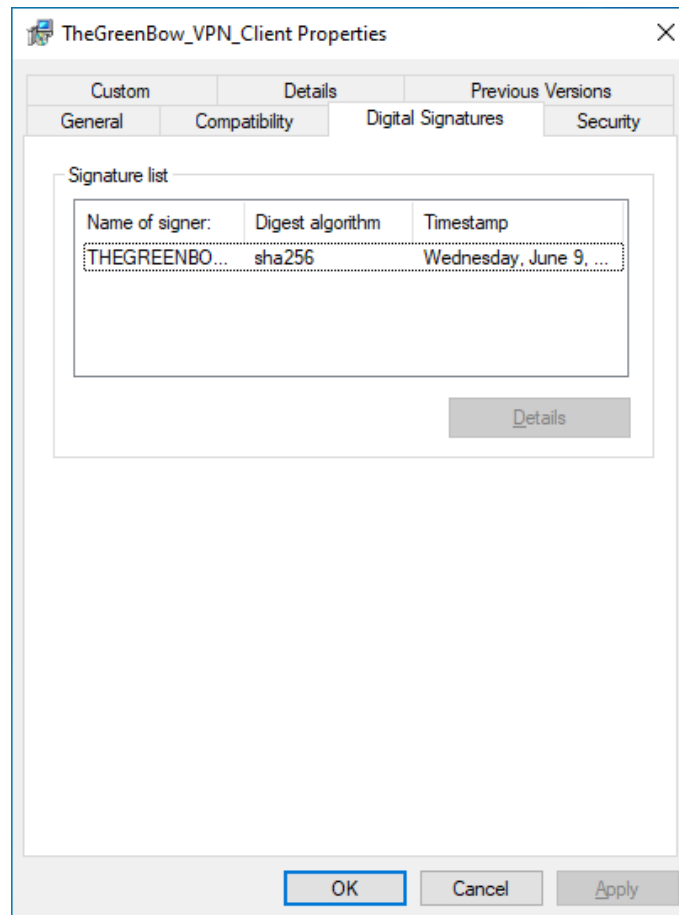 TheGreenBow_VPN_Client Properties
Custom Details Previous Versions
General Compatibility Digital Signatures Security
Signature list
Name of signer: Digest algorithm Timestamp
THEGREENBO... sha256 Wednesday, June 9, ...
Details
OK Cancel Apply